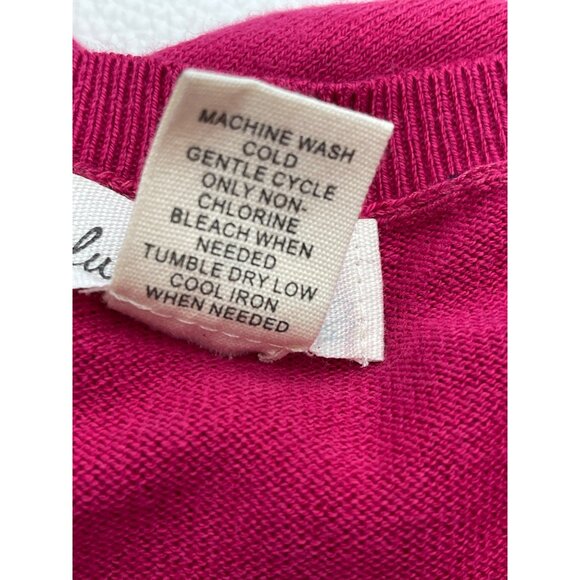 MACHINE WASH
COLD
GENTLE CYCLE
ONLY NON-
CHLORINE
BLEACH WHEN
NEEDED
TUMBLE DRY LOW
COOL IRON
WHEN NEEDED